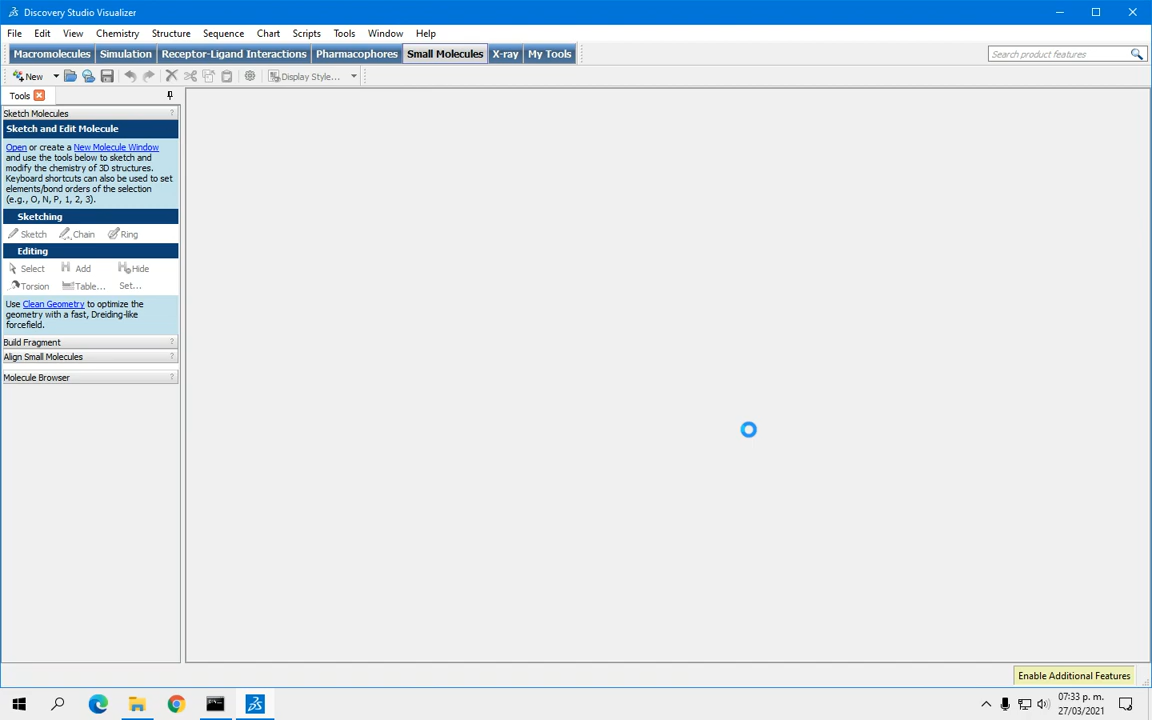 Discovery Studio Visualizer
File Edit View Chemistry Structure Sequence Chart Scripts Tools Window Help
Macromolecules Simulation Receptor-Ligand Interactions Pharmacophores Small Molecules X-ray My Tools
Search product features
New Display Style...
Tools
Sketch Molecules ?
Sketch and Edit Molecule
Open or create a New Molecule Window
and use the tools below to sketch and
modify the chemistry of 3D structures.
Keyboard shortcuts can also be used to set
elements/bond orders of the selection
(e.g., O, N, P, 1, 2, 3).
Sketching
Sketch Chain Ring
Editing
Select Add Hide
Torsion Table... Set...
Use Clean Geometry to optimize the
geometry with a fast, Dreiding-like
forcefield.
Build Fragment ?
Align Small Molecules ?
Molecule Browser ?
Enable Additional Features
07:33 p. m.
27/03/2021